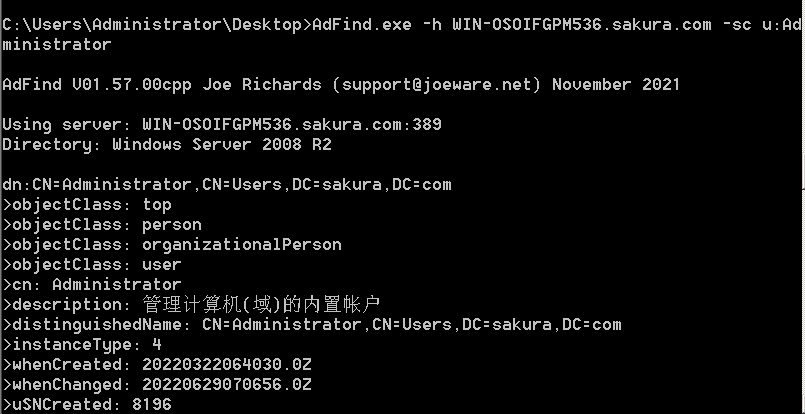 C:\Users\Administrator\Desktop>AdFind.exe -h WIN-OSOIFGPM536.sakura.com -sc u:Ad
ministrator
AdFind V01.57.00cpp Joe Richards (support@joeware.net) November 2021
Using server: WIN-OSOIFGPM536.sakura.com:389
Directory: Windows Server 2008 R2
dn:CN=Administrator,CN=Users,DC=sakura,DC=com
>objectClass: top
>objectClass: person
>objectClass: organizationalPerson
>objectClass: user
>cn: Administrator
>description: 管理计算机(域)的内置帐户
>distinguishedName: CN=Administrator,CN=Users,DC=sakura,DC=com
>instanceType: 4
>whenCreated: 20220322064030.0Z
>whenChanged: 20220629070656.0Z
>uSNCreated: 8196